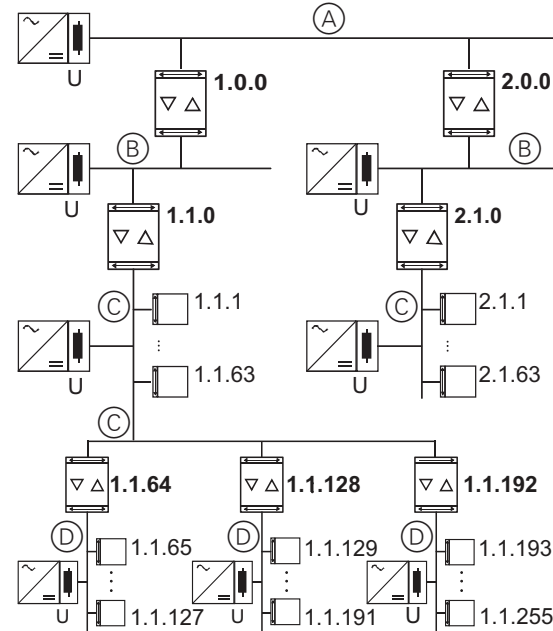 A
U
1.0.0
2.0.0
B
B
U
U
1.1.0
2.1.0
C
1.1.1
C
2.1.1
...
...
U
1.1.63
U
2.1.63
C
1.1.64
1.1.128
1.1.192
D
1.1.65
D
1.1.129
D
1.1.193
U
1.1.127
U
1.1.191
U
1.1.255